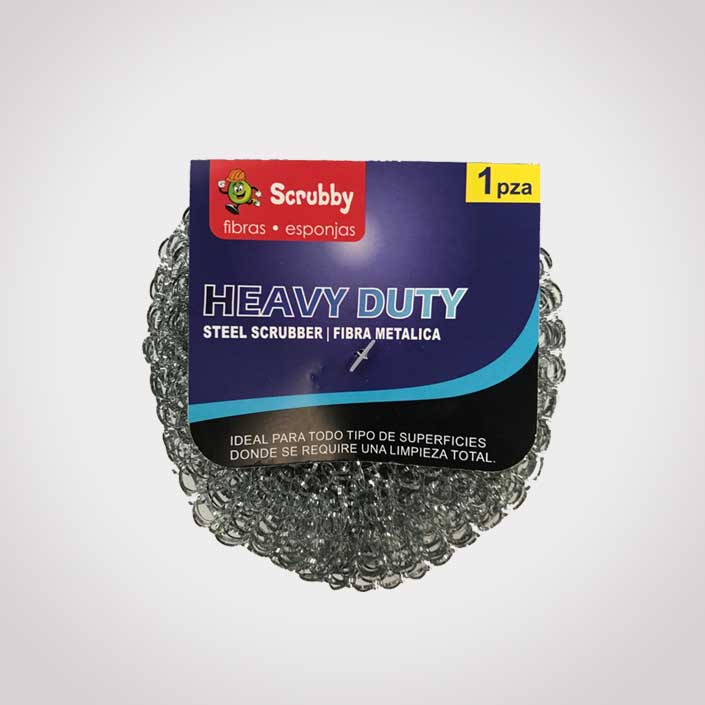 Scrubby
fibras • esponjas
1 pza
HEAVY DUTY
STEEL SCRUBBER | FIBRA METALICA
IDEAL PARA TODO TIPO DE SUPERFICIES
DONDE SE REQUIRE UNA LIMPIEZA TOTAL.